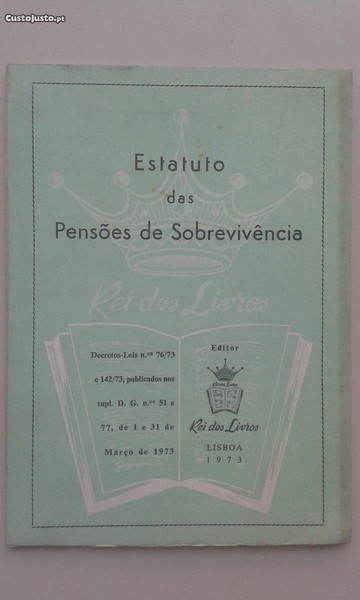 CustoJusto.pt
Estatuto
das
Pensões de Sobrevivência
Rei dos Livros
Decretos-Leis n.os 76/73
e 142/73, publicados nos
supl. D. G. n.os 51 e
77, de 1 e 31 de
Março de 1973
Editor
Rei dos Livros
LISBOA
1973